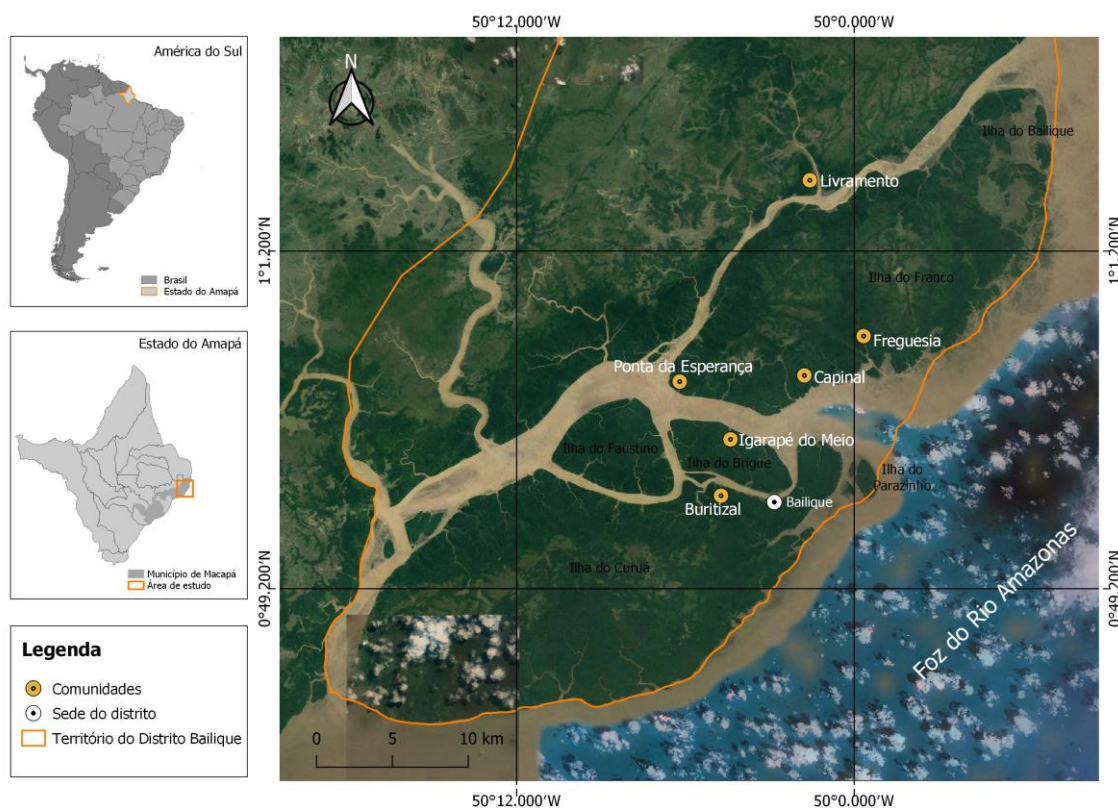 América do Sul
Brasil
Estado do Amapá
Estado do Amapá
Município de Macapá
Área de estudo
Legenda
Comunidades
Sede do distrito
Território do Distrito Bailique
50°12.000'W
50°0.000'W
N
Ilha do Bailique
Livramento
1°1.200'N
1°1.200'N
Ilha do Franco
Freguesia
Ponta da Esperança
Capinal
Igarapé do Meio
Ilha do Faustino
Ilha do Brigue
Ilha do
Parazinho
Buritizal
Bailique
Ilha do Curuá
0°49.200'N
0°49.200'N
Foz do Rio Amazonas
0
5
10 km
50°12.000'W
50°0.000'W